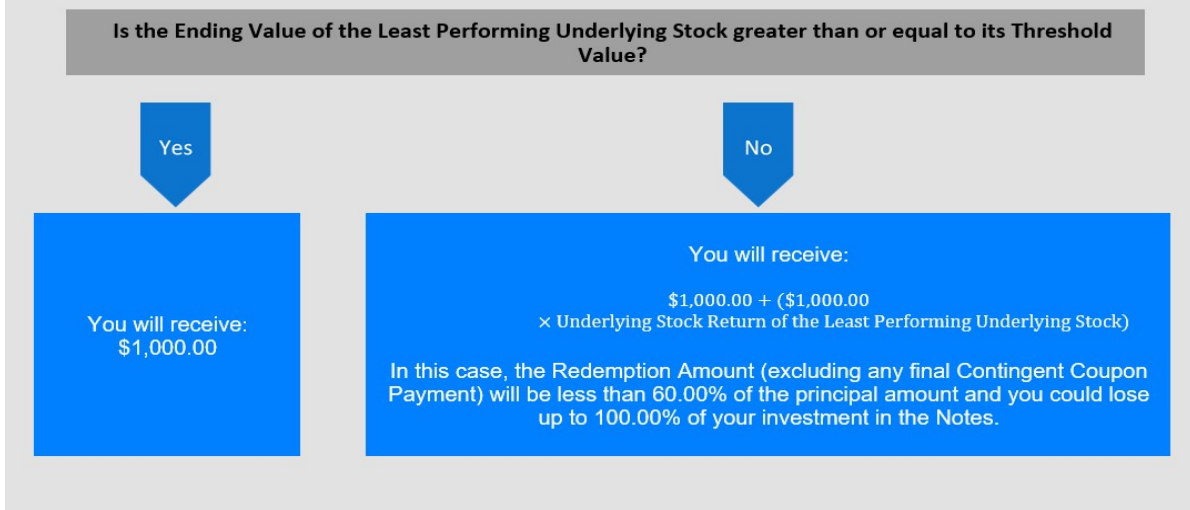 Is the Ending Value of the Least Performing Underlying Stock greater than or equal to its Threshold
Value?
Yes
No
You will receive:
$1,000.00
You will receive:
$1,000.00 + ($1,000.00
× Underlying Stock Return of the Least Performing Underlying Stock)
In this case, the Redemption Amount (excluding any final Contingent Coupon
Payment) will be less than 60.00% of the principal amount and you could lose
up to 100.00% of your investment in the Notes.